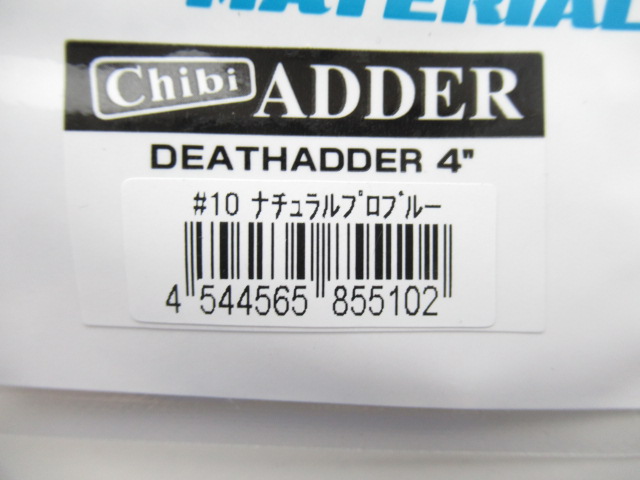 MATERIAL
Chibi ADDER
DEATHADDER 4"
#10 ナチュラルプロブルー
4 544565 855102